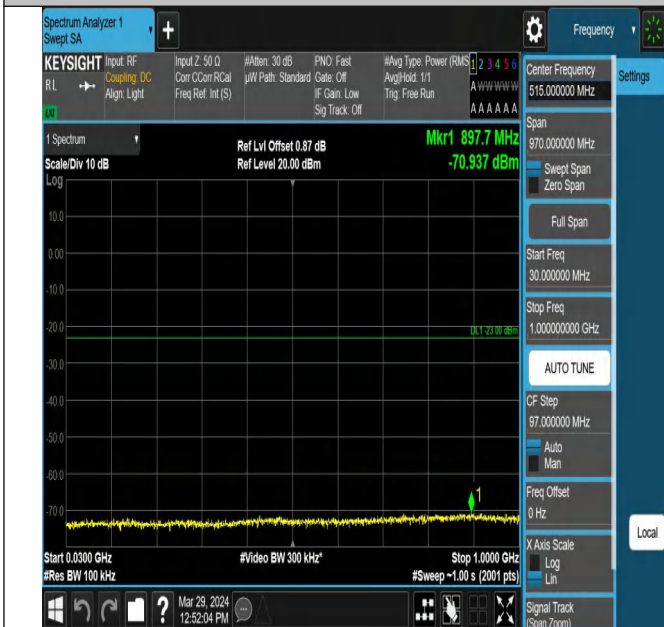 Spectrum Analyzer 1
Swept SA
+
Frequency
KEYSIGHT
RL
Input: RF
Coupling: DC
Align: Light
Input Z: 50 Ω
Corr CCorr RCal
Freq Ref: Int (S)
#Atten: 30 dB
µW Path: Standard
PNO: Fast
Gate: Off
IF Gain: Low
Sig Track: Off
#Avg Type: Power (RMS
Avg|Hold: 1/1
Trig: Free Run
1 2 3 4 5 6
A W W W W W
A A A A A A
LXI
1 Spectrum
Scale/Div 10 dB
Log
Ref Lvl Offset 0.87 dB
Ref Level 20.00 dBm
Mkr1 897.7 MHz
-70.937 dBm
10.0
0.00
-10.0
-20.0
-30.0
-40.0
-50.0
-60.0
-70.0
DL1 -23.00 dBm
1
Start 0.0300 GHz
#Res BW 100 kHz
#Video BW 300 kHz*
Stop 1.0000 GHz
#Sweep ~1.00 s (2001 pts)
Center Frequency
515.000000 MHz
Settings
Span
970.000000 MHz
Swept Span
Zero Span
Full Span
Start Freq
30.000000 MHz
Stop Freq
1.000000000 GHz
AUTO TUNE
CF Step
97.000000 MHz
Auto
Man
Freq Offset
0 Hz
X Axis Scale
Log
Lin
Local
Signal Track
(Span Zoom)
?
Mar 29, 2024
12:52:04 PM